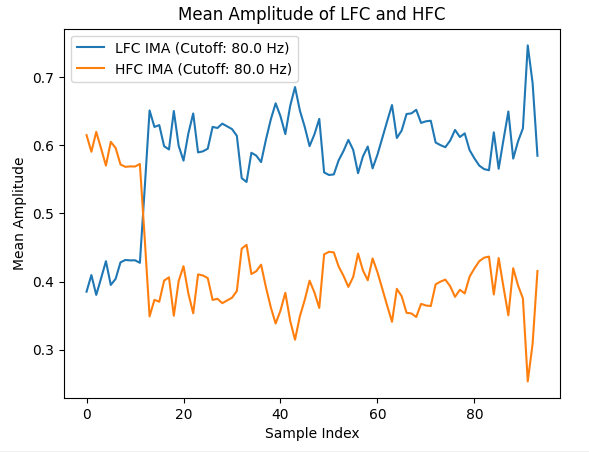 Mean Amplitude of LFC and HFC
LFC IMA (Cutoff: 80.0 Hz)
HFC IMA (Cutoff: 80.0 Hz)
Mean Amplitude
0.7
0.6
0.5
0.4
0.3
0 20 40 60 80
Sample Index